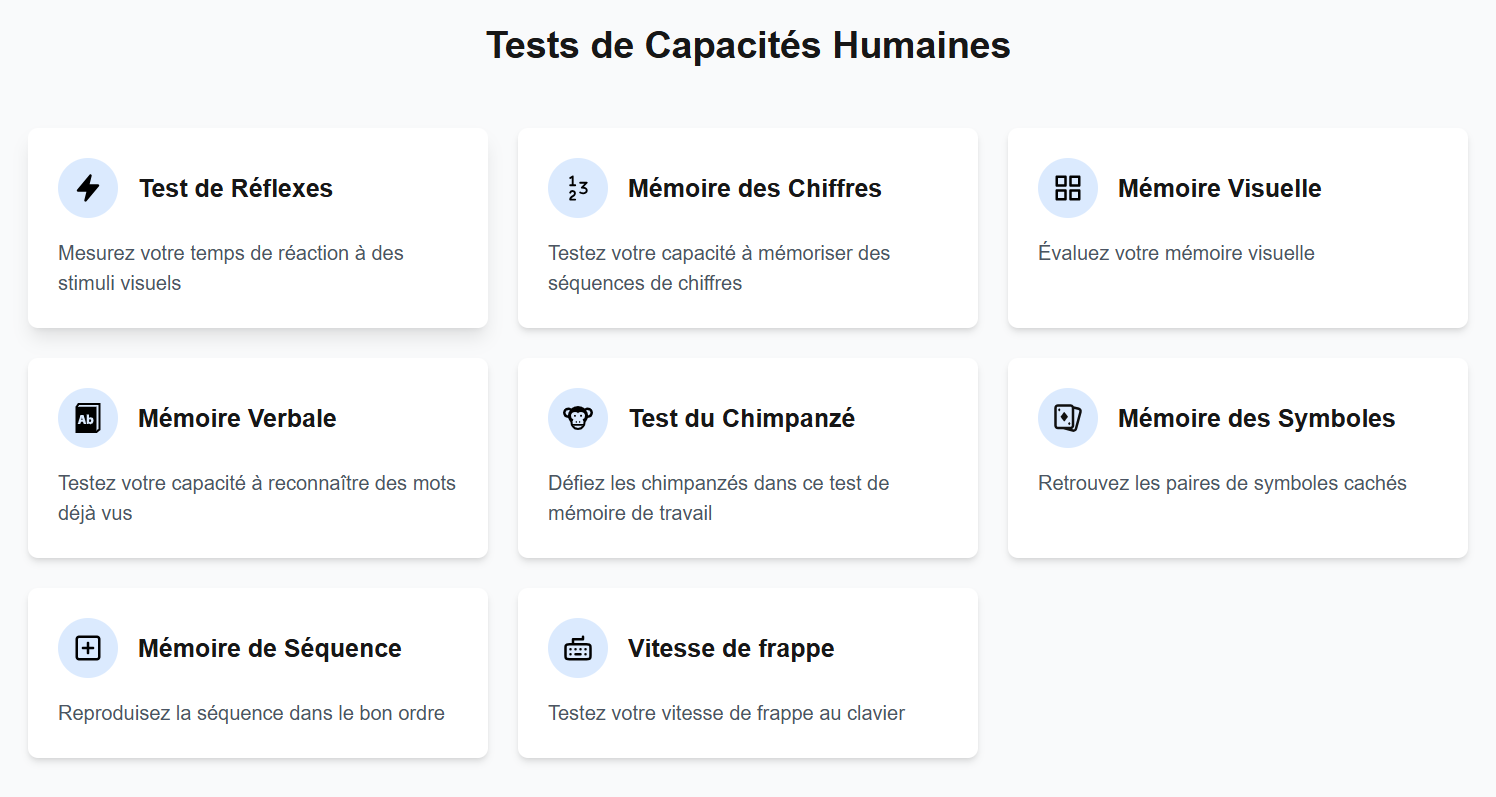 Tests de Capacités Humaines
Test de Réflexes
Mesurez votre temps de réaction à des
stimuli visuels
1 2 3
Mémoire des Chiffres
Testez votre capacité à mémoriser des
séquences de chiffres
Mémoire Visuelle
Évaluez votre mémoire visuelle
Ab
Mémoire Verbale
Testez votre capacité à reconnaître des mots
déjà vus
Test du Chimpanzé
Défiez les chimpanzés dans ce test de
mémoire de travail
Mémoire des Symboles
Retrouvez les paires de symboles cachés
Mémoire de Séquence
Reproduisez la séquence dans le bon ordre
Vitesse de frappe
Testez votre vitesse de frappe au clavier